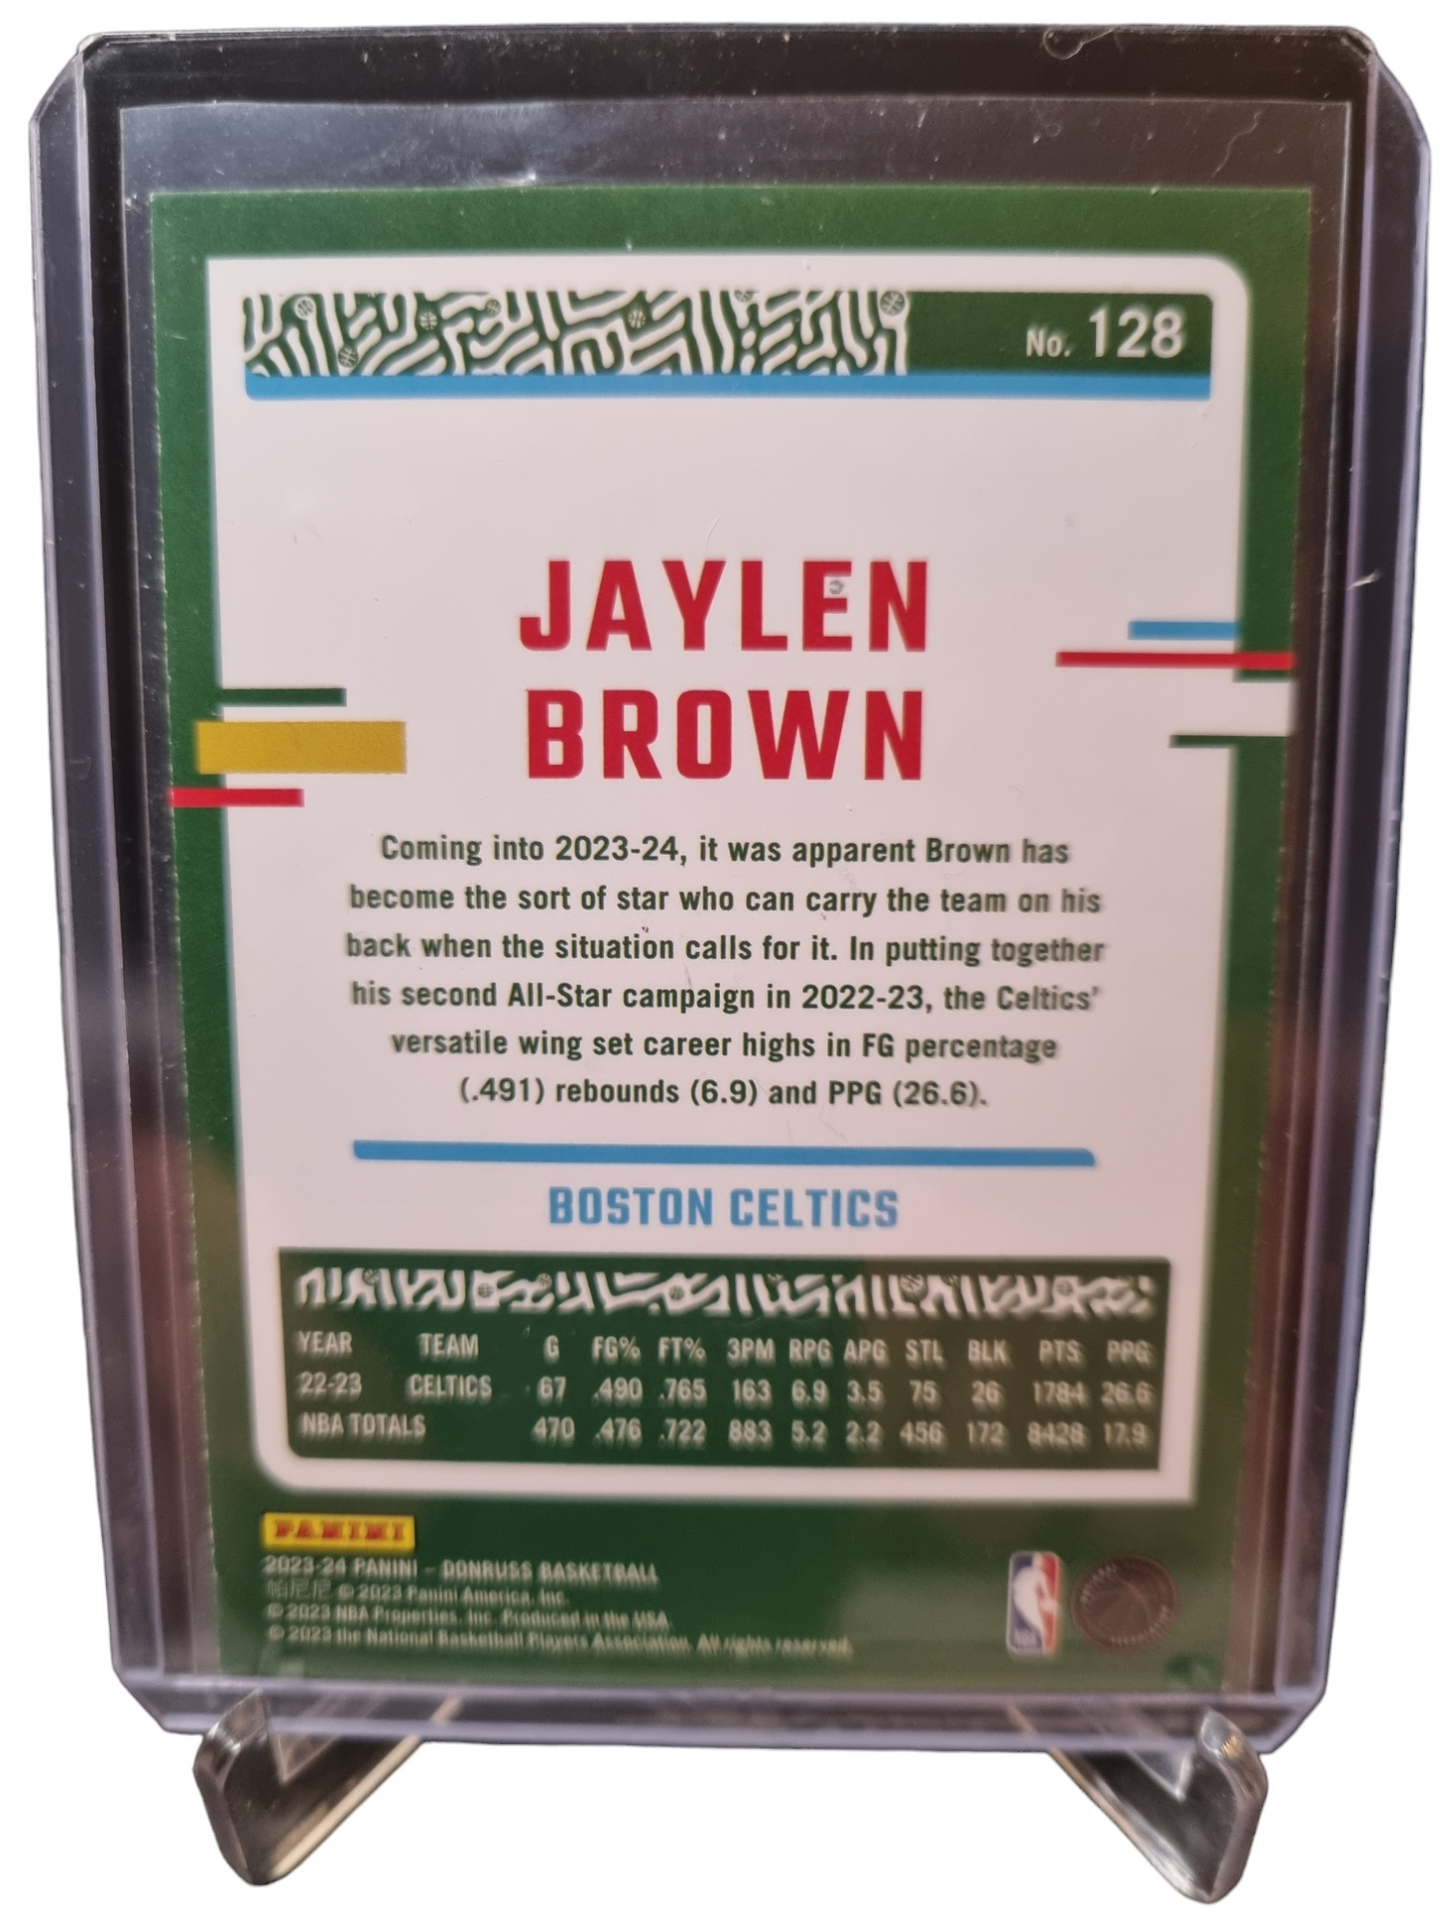 No. 128
JAYLEN
BROWN
Coming into 2023-24, it was apparent Brown has
become the sort of star who can carry the team on his
back when the situation calls for it. In putting together
his second All-Star campaign in 2022-23, the Celtics'
versatile wing set career highs in FG percentage
(.491) rebounds (6.9) and PPG (26.6).
BOSTON CELTICS
YEAR TEAM G FG% FT% 3PM RPG APG STL BLK PTS PPG
22-23 CELTICS 67 .490 .765 163 6.9 3.5 75 26 1784 26.6
NBA TOTALS 470 .476 .722 883 5.2 2.2 456 172 8428 17.9
PANINI
2023-24 PANINI – DONRUSS BASKETBALL
帕尼尼 © 2023 Panini America, Inc.
© 2023 NBA Properties, Inc. Produced in the USA.
© 2023 the National Basketball Players Association. All rights reserved.